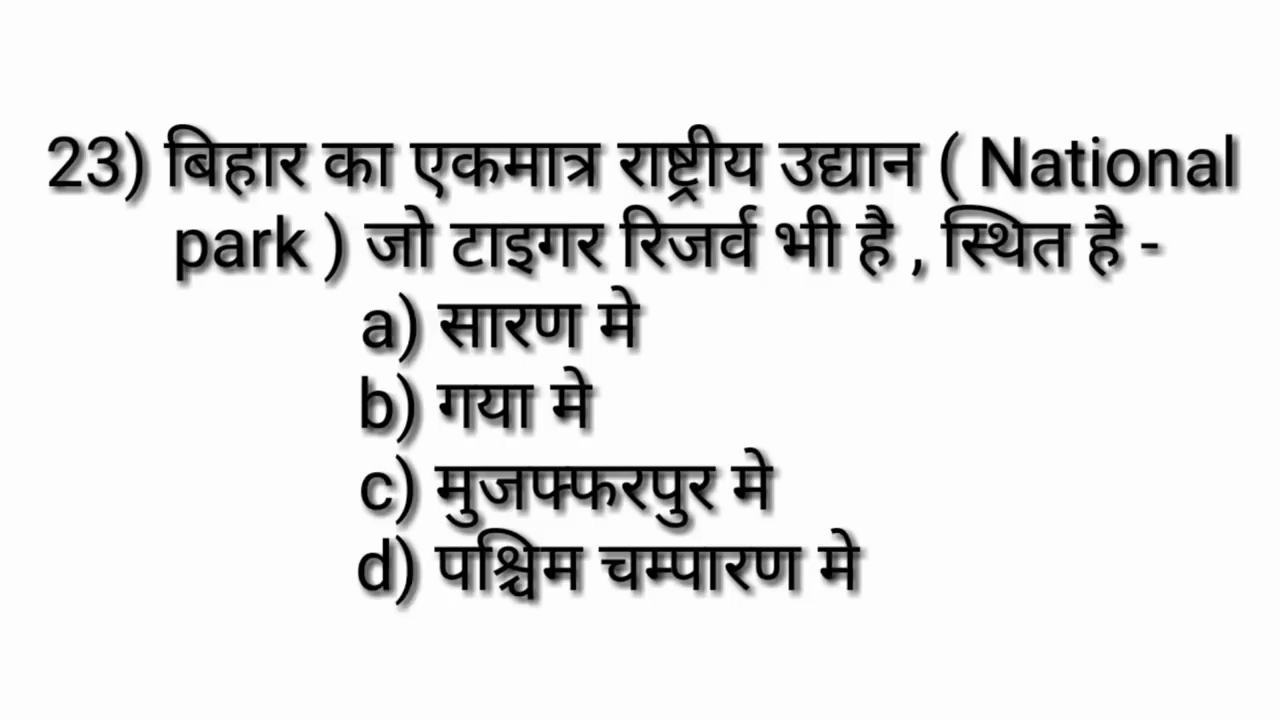 23) बिहार का एकमात्र राष्ट्रीय उद्यान ( National
park ) जो टाइगर रिजर्व भी है , स्थित है -
a) सारण मे
b) गया मे
c) मुजफ्फरपुर मे
d) पश्चिम चम्पारण मे